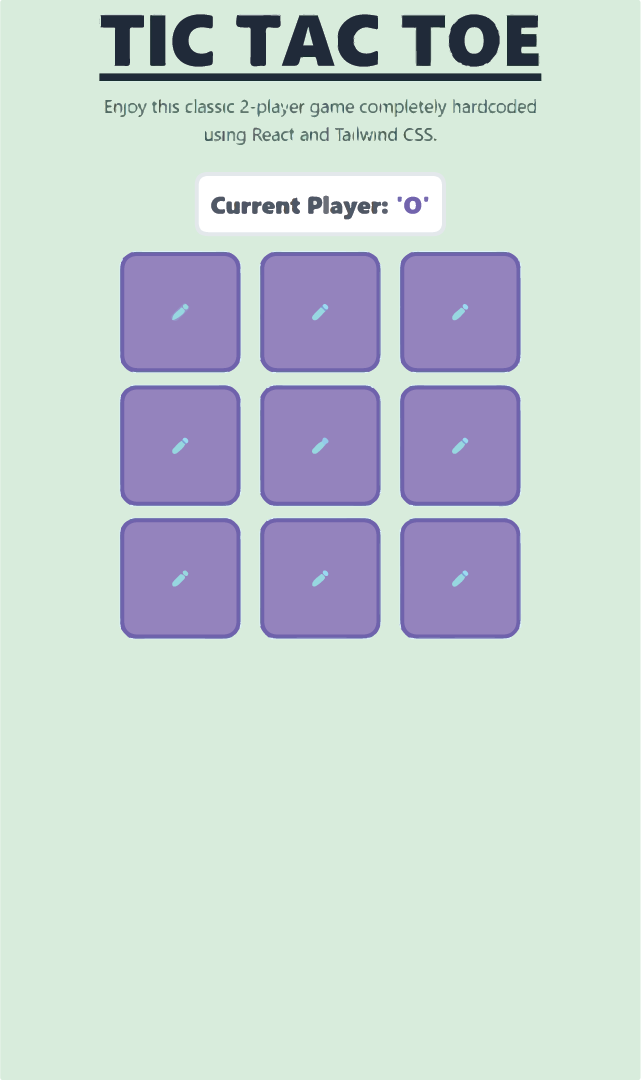 TIC TAC TOE
Enjoy this classic 2-player game completely hardcoded
using React and Tailwind CSS.
Current Player: 'O'